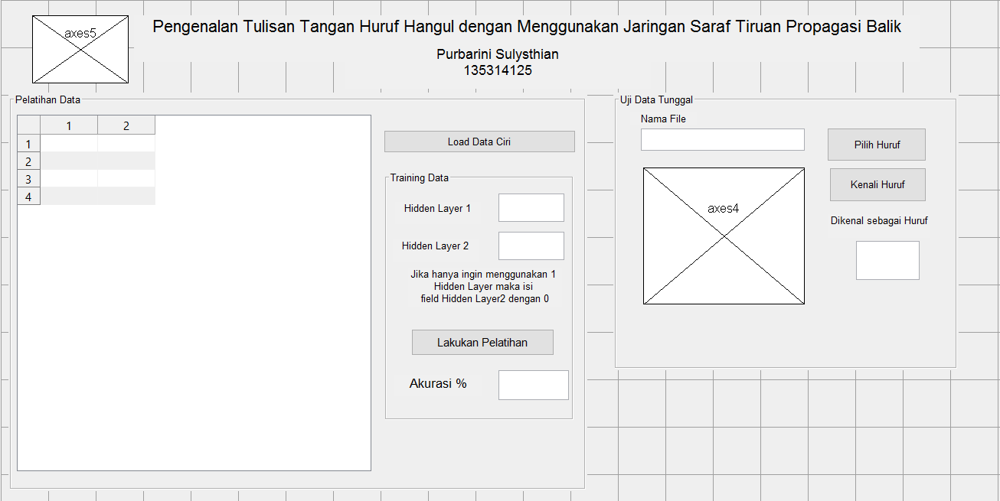 axes5
Pengenalan Tulisan Tangan Huruf Hangul dengan Menggunakan Jaringan Saraf Tiruan Propagasi Balik
Purbarini Sulysthian
135314125
Pelatihan Data
1 2
1
2
3
4
Load Data Ciri
Training Data
Hidden Layer 1
Hidden Layer 2
Jika hanya ingin menggunakan 1
Hidden Layer maka isi
field Hidden Layer2 dengan 0
Lakukan Pelatihan
Akurasi %
Uji Data Tunggal
Nama File
Pilih Huruf
axes4
Kenali Huruf
Dikenal sebagai Huruf